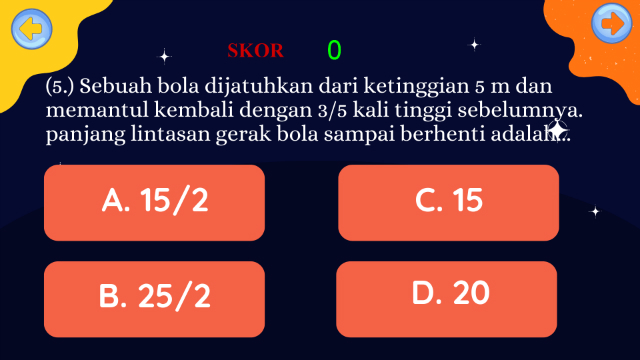 SKOR 0
(5.) Sebuah bola dijatuhkan dari ketinggian 5 m dan
memantul kembali dengan 3/5 kali tinggi sebelumnya.
panjang lintasan gerak bola sampai berhenti adalah...
A. 15/2
C. 15
B. 25/2
D. 20